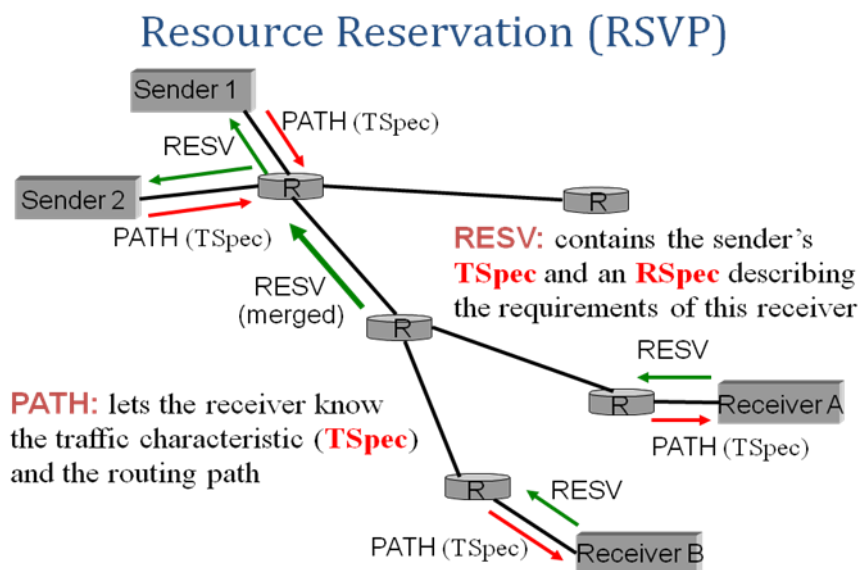 Resource Reservation (RSVP)
Sender 1
PATH (TSpec)
RESV
Sender 2
R
R
PATH (TSpec)
RESV: contains the sender's
TSpec and an RSpec describing
the requirements of this receiver
RESV
(merged)
R
RESV
PATH: lets the receiver know
the traffic characteristic (TSpec)
and the routing path
R
Receiver A
PATH (TSpec)
R
RESV
PATH (TSpec)
Receiver B